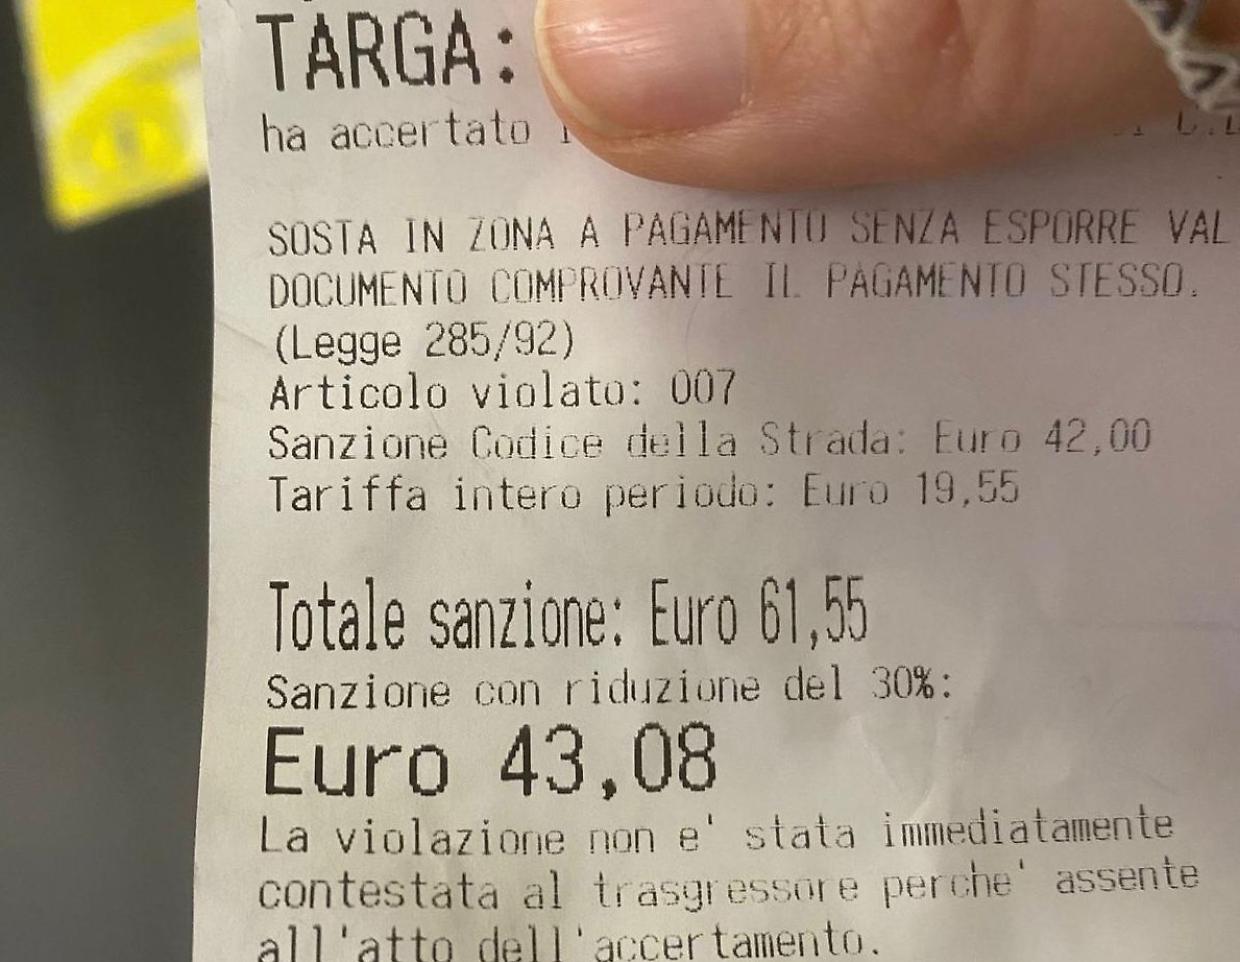 TARGA:
ha accertato
SOSTA IN ZONA A PAGAMENTO SENZA ESPORRE VAL
DOCUMENTO COMPROVANTE IL PAGAMENTO STESSO.
(Legge 285/92)
Articolo violato: 007
Sanzione Codice della Strada: Euro 42,00
Tariffa intero periodo: Euro 19,55
Totale sanzione: Euro 61,55
Sanzione con riduzione del 30%:
Euro 43,08
La violazione non e' stata immediatamente
contestata al trasgressore perche' assente
all'atto dell'accertamento.